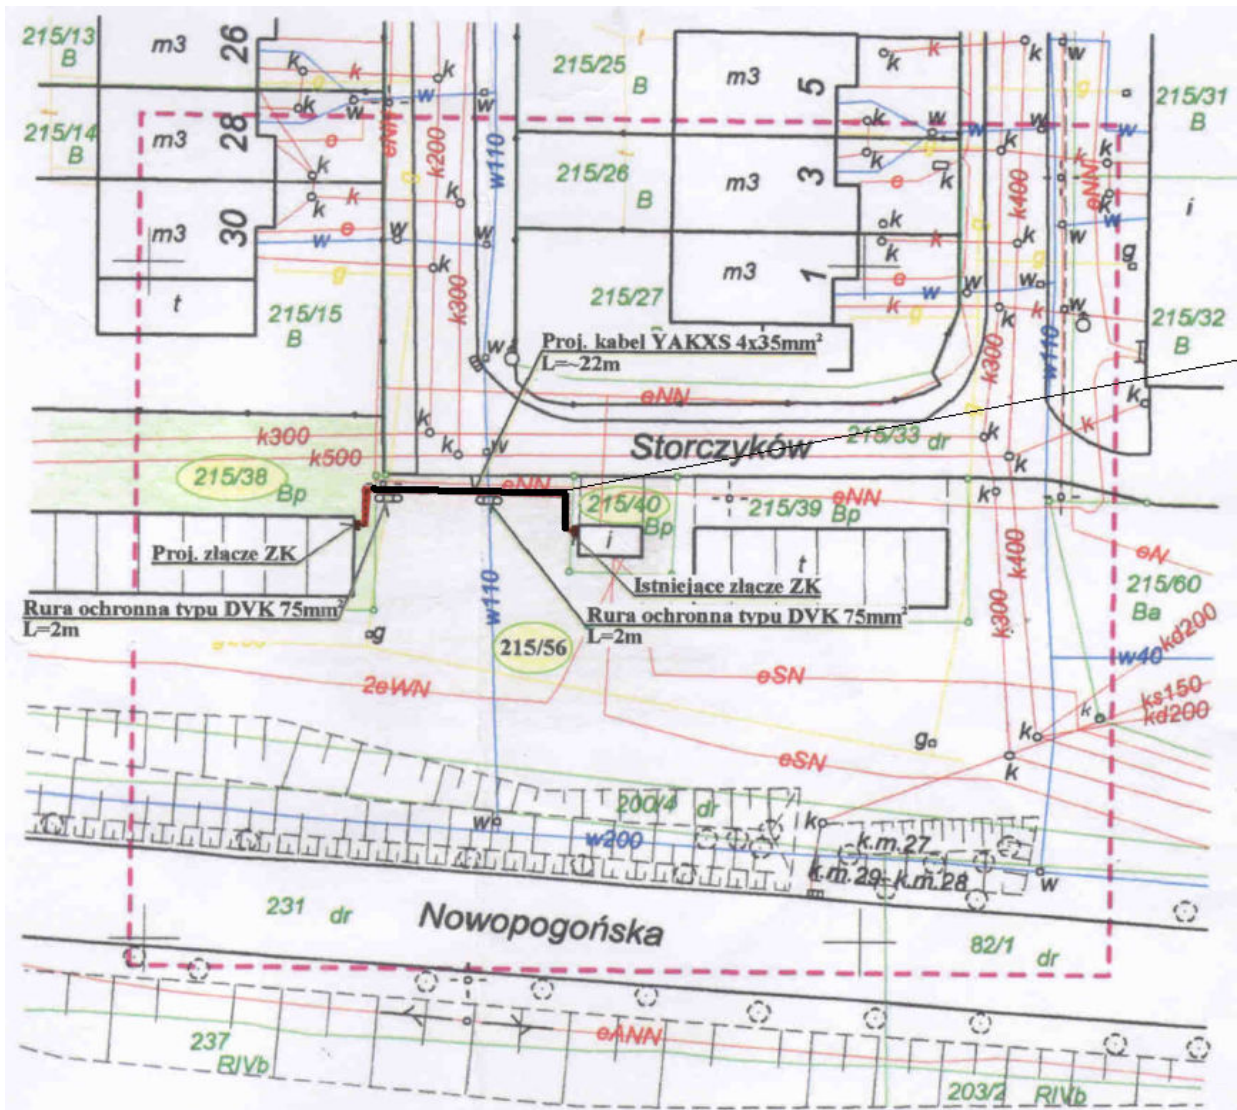 215/13
B
m3
26
k
k
k
g
w
w
eNN
k200
215/14
B
m3
28
e
k
w110
m3
30
k
e
w
w
k
k300
g
t
215/15
B
215/25
B
t
m3
5
k
k
w
w
g
k
215/31
B
215/26
B
m3
3
k
k
e
k
k400
eNN
k
i
215/27
m3
1
k
k
k
e
w
w
k
g
k300
w110
g
215/32
B
k
Proj. kabel YAKXS 4x35mm²
L=~22m
w
eNN
k300
k500
k
k
w
Storczyków
215/33 dr
k
k
215/38
Bp
eNN
215/40
Bp
215/39 Bp
eNN
k
Proj. złącze ZK
i
Istniejące złącze ZK
t
k400
k300
eN
215/60
Ba
Rura ochronna typu DVK 75mm²
L=2m
w110
Rura ochronna typu DVK 75mm²
L=2m
g
215/56
kd200
w40
2eWN
eSN
ks150
kd200
k
k
g
eSN
k
200/4 dr
w
w200
k
k.m.27
k.m.29
k.m.28
w
231 dr
Nowopogońska
82/1 dr
eANN
237
RIVb
203/2 RIVb